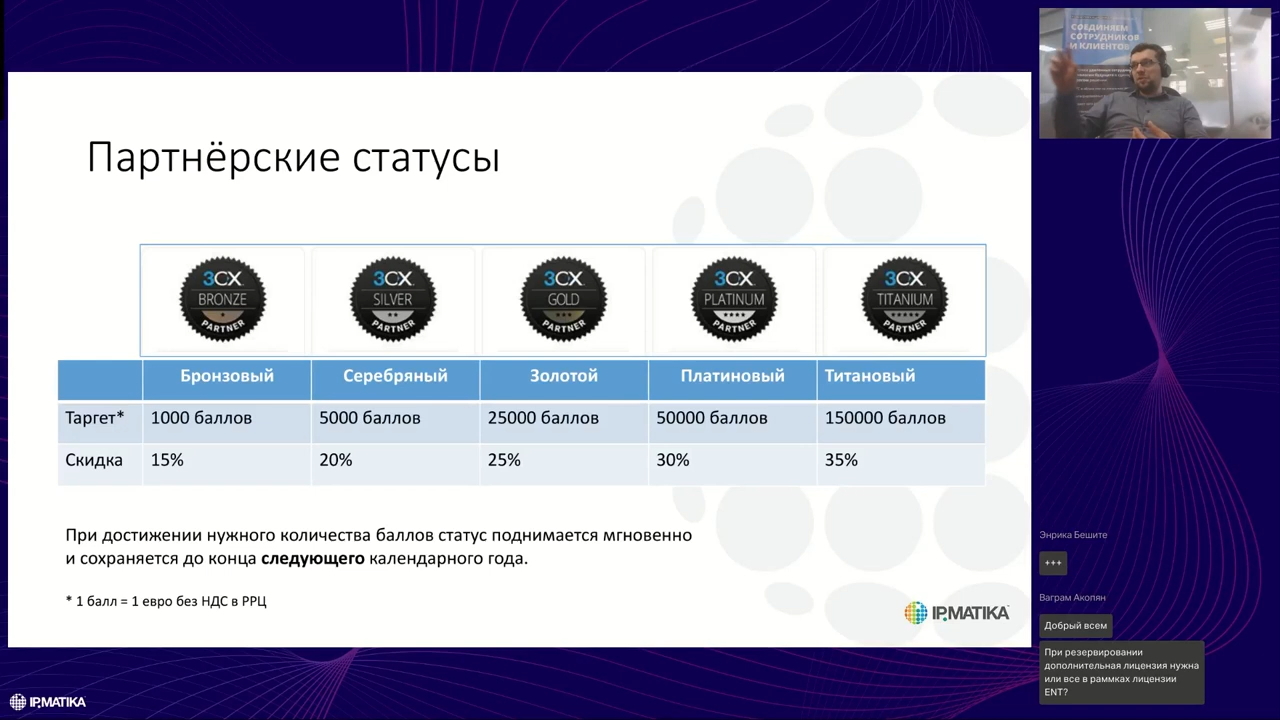 СОЕДИНЯЕМ
СОТРУДНИКОВ
И КЛИЕНТОВ
Партнёрские статусы
3CX
BRONZE
PARTNER
3CX
SILVER
PARTNER
3CX
GOLD
PARTNER
3CX
PLATINUM
PARTNER
3CX
TITANIUM
PARTNER
Бронзовый Серебряный Золотой Платиновый Титановый
Таргет* 1000 баллов 5000 баллов 25000 баллов 50000 баллов 150000 баллов
Скидка 15% 20% 25% 30% 35%
При достижении нужного количества баллов статус поднимается мгновенно
и сохраняется до конца следующего календарного года.
* 1 балл = 1 евро без НДС в РРЦ
IPMATIKA
Энрика Бешите
+++
Ваграм Акопян
Добрый всем
При резервировании
дополнительная лицензия нужна
или все в раммках лицензии
ENT?
IPMATIKA